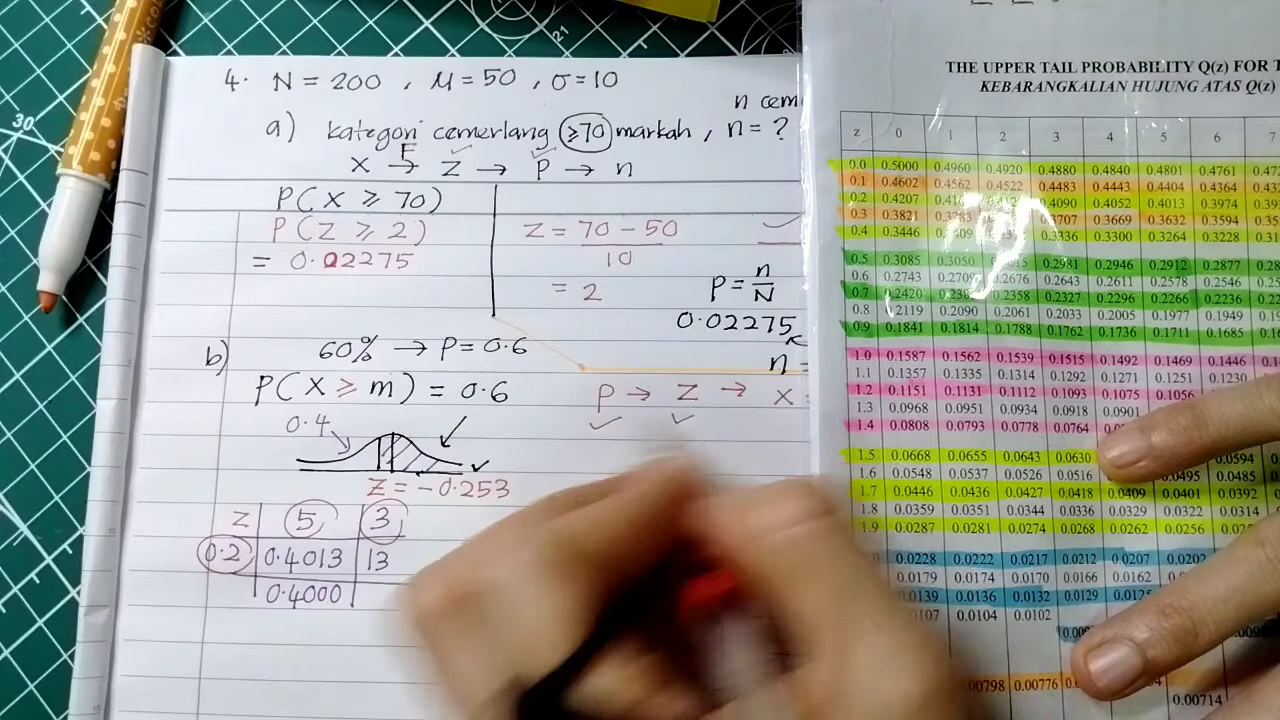 4. N = 200 , μ = 50 , σ = 10
n cem
a) kategori cemerlang ≥70 markah , n = ?
x F→ z → p → n
P( X ≥ 70)
P( Z ≥ 2 )
= 0.02275
z = 70 - 50
10
= 2
p = n
N
0.02275
n =
b) 60% → p = 0.6
P( X ≥ m ) = 0.6
p → z → x =
0.4
z = -0.253
z 5 3
0.2 0.4013 13
0.4000
30
21
THE UPPER TAIL PROBABILITY Q(z) FOR T
KEBARANGKALIAN HUJUNG ATAS Q(z)
z 0 1 2 3 4 5 6 7
0.0 0.5000 0.4960 0.4920 0.4880 0.4840 0.4801 0.4761 0.47
0.1 0.4602 0.4562 0.4522 0.4483 0.4443 0.4404 0.4364
0.2 0.4207 0.4090 0.4052 0.4013 0.3974
0.3 0.3821 0.3669 0.3632 0.3594
0.4 0.3446 0.3336 0.3300 0.3264 0.3228
0.5 0.3085 0.3050 0.2981 0.2946 0.2912 0.2877
0.6 0.2743 0.2676 0.2643 0.2611 0.2578 0.2546
0.7 0.2420 0.2358 0.2327 0.2296 0.2266 0.2236
0.8 .2119 0.2090 0.2061 0.2033 0.2005 0.1977 0.1949
0.9 0.1841 0.1814 0.1788 0.1762 0.1736 0.1711 0.1685
1.0 0.1587 0.1562 0.1539 0.1515 0.1492 0.1469 0.1446
1.1 0.1357 0.1335 0.1314 0.1292 0.1271 0.1251 0.1230
1.2 0.1151 0.1131 0.1112 0.1093 0.1075 0.1056
1.3 0.0968 0.0951 0.0934 0.0918 0.0901
1.4 0.0808 0.0793 0.0778 0.0764
1.5 0.0668 0.0655 0.0643 0.0630 0.0594
1.6 0.0548 0.0537 0.0526 0.0516 0.0495 0.0485
1.7 0.0446 0.0436 0.0427 0.0418 0.0409 0.0401 0.0392
1.8 0.0359 0.0351 0.0344 0.0336 0.0329 0.0322 0.0314
1.9 0.0287 0.0281 0.0274 0.0268 0.0262 0.0256
0.0228 0.0222 0.0217 0.0212 0.0207 0.0202
0.0179 0.0174 0.0170 0.0166 0.0162
0.0136 0.0132 0.0129
0.0104 0.0102
0.00776
0.00714